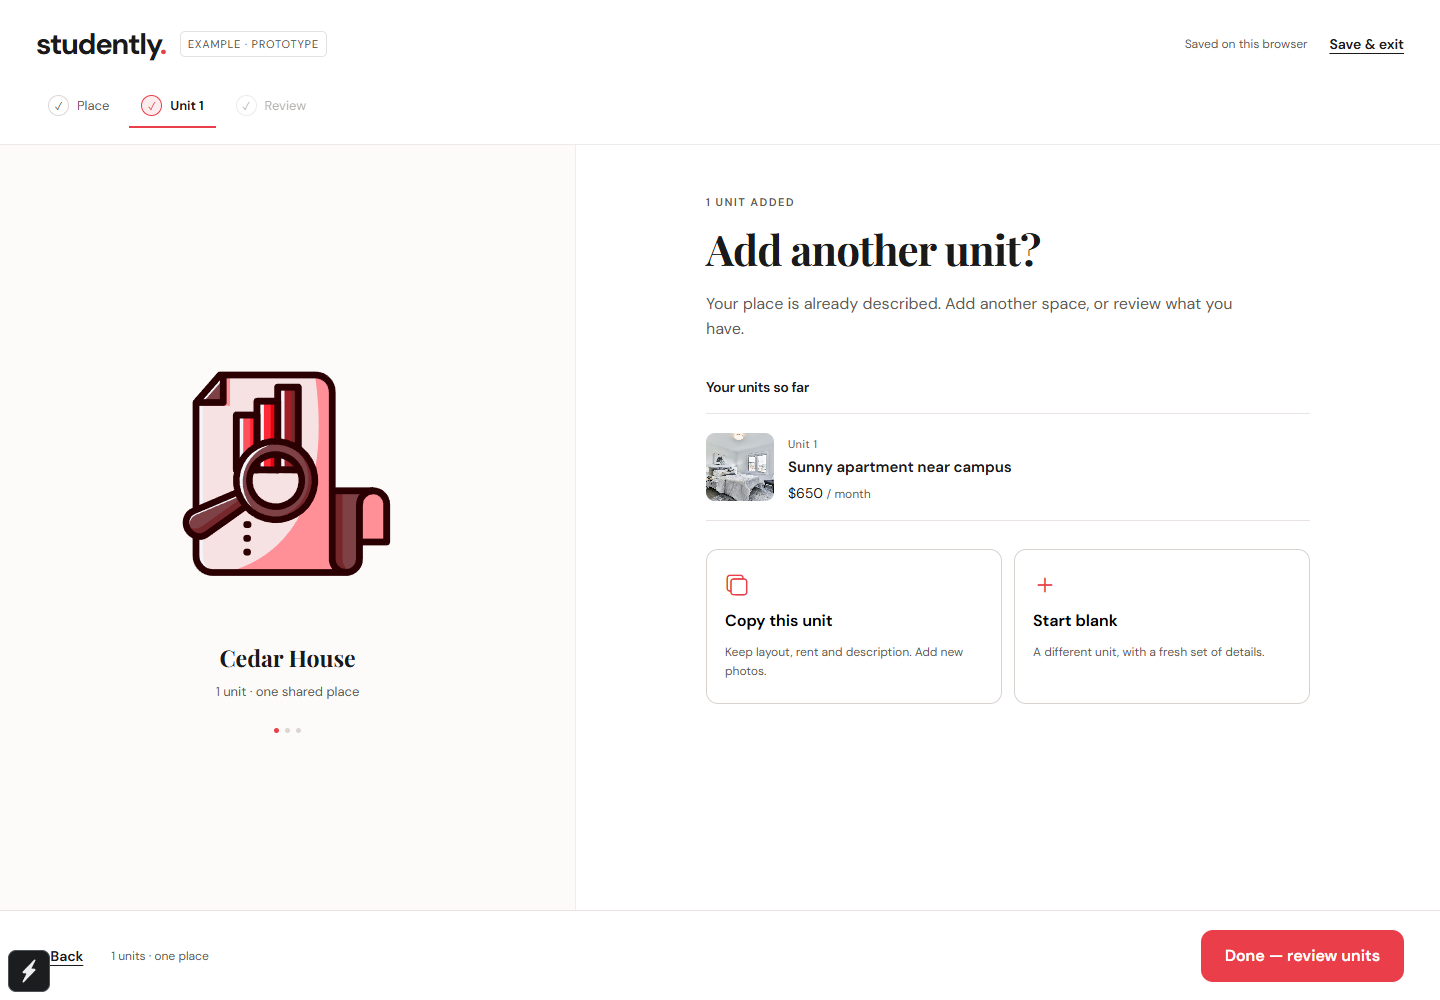 studently.
EXAMPLE · PROTOTYPE
Saved on this browser
Save & exit
Place
Unit 1
Review
1 UNIT ADDED
Add another unit?
Your place is already described. Add another space, or review what you
have.
Your units so far
Unit 1
Sunny apartment near campus
$650 / month
Copy this unit
Keep layout, rent and description. Add new
photos.
Start blank
A different unit, with a fresh set of details.
Cedar House
1 unit · one shared place
Back
1 units · one place
Done — review units